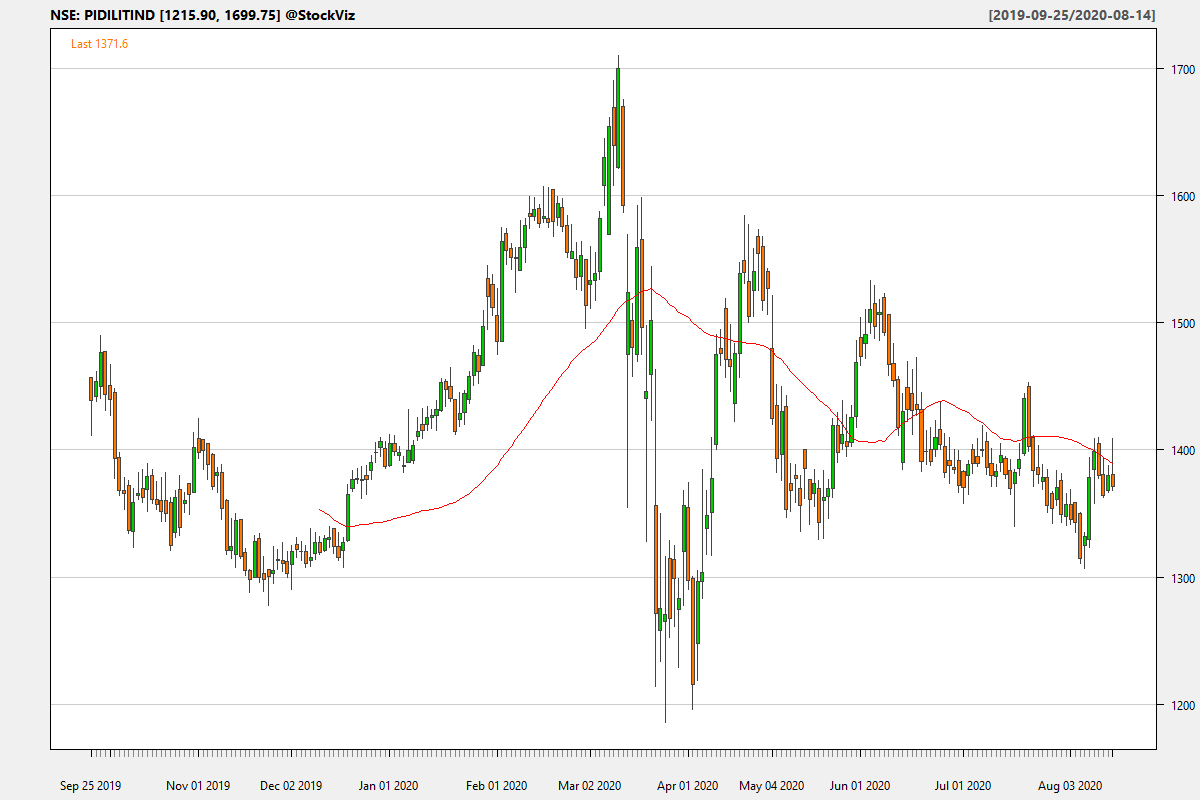 NSE: PIDILITIND [1215.90, 1699.75] @StockViz
[2019-09-25/2020-08-14]
Last 1371.6
1700
1600
1500
1400
1300
1200
Sep 25 2019 Nov 01 2019 Dec 02 2019 Jan 01 2020 Feb 01 2020 Mar 02 2020 Apr 01 2020 May 04 2020 Jun 01 2020 Jul 01 2020 Aug 03 2020